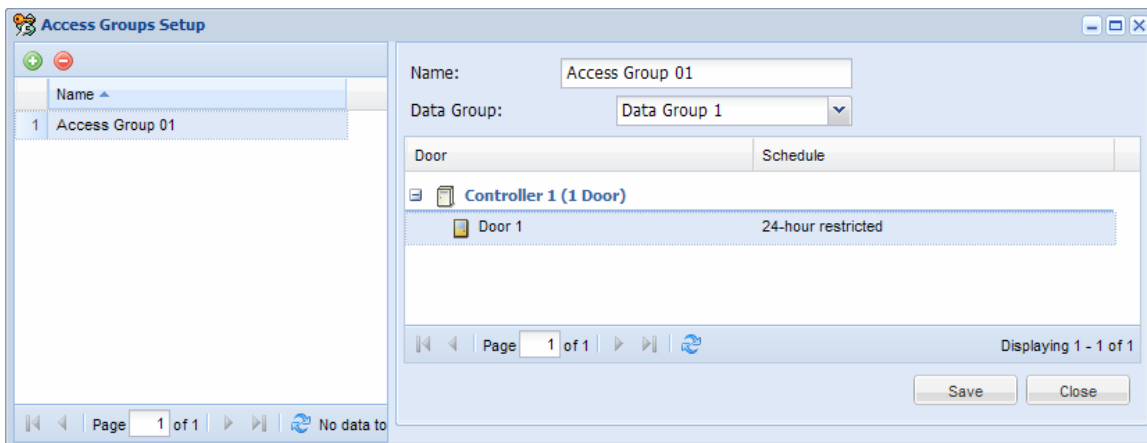 Access Groups Setup
Name
1 Access Group 01
Page 1 of 1 No data to
Name: Access Group 01
Data Group: Data Group 1
Door Schedule
Controller 1 (1 Door)
Door 1 24-hour restricted
Page 1 of 1 Displaying 1 - 1 of 1
Save Close